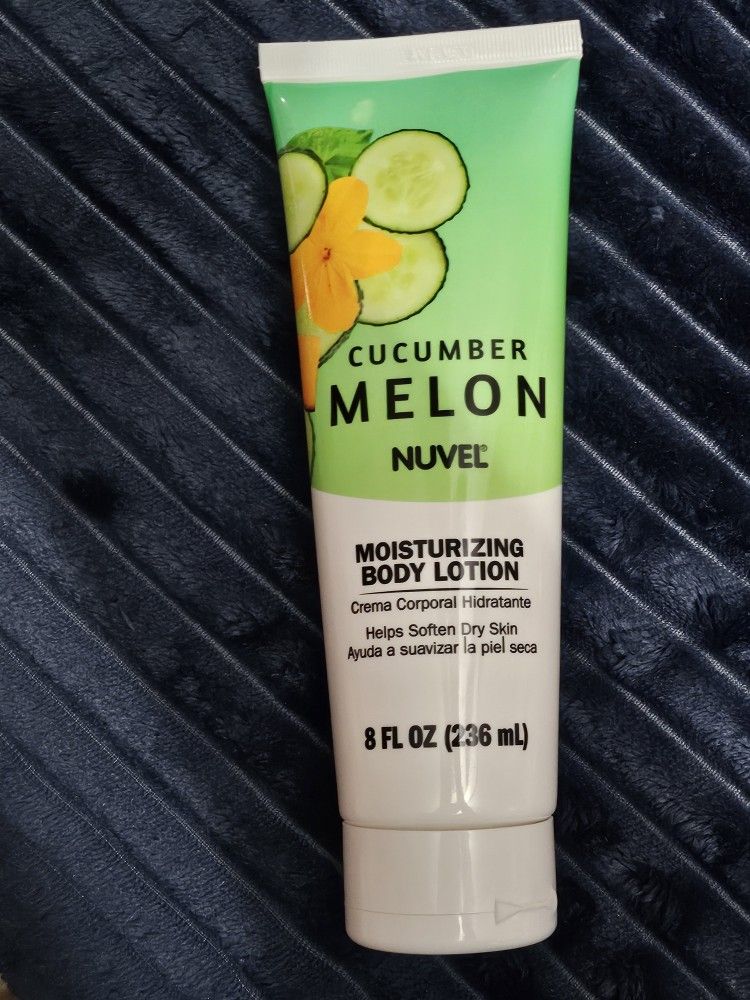 CUCUMBER
MELON
NUVEL®
MOISTURIZING
BODY LOTION
Crema Corporal Hidratante
Helps Soften Dry Skin
Ayuda a suavizar la piel seca
8 FL OZ (236 mL)